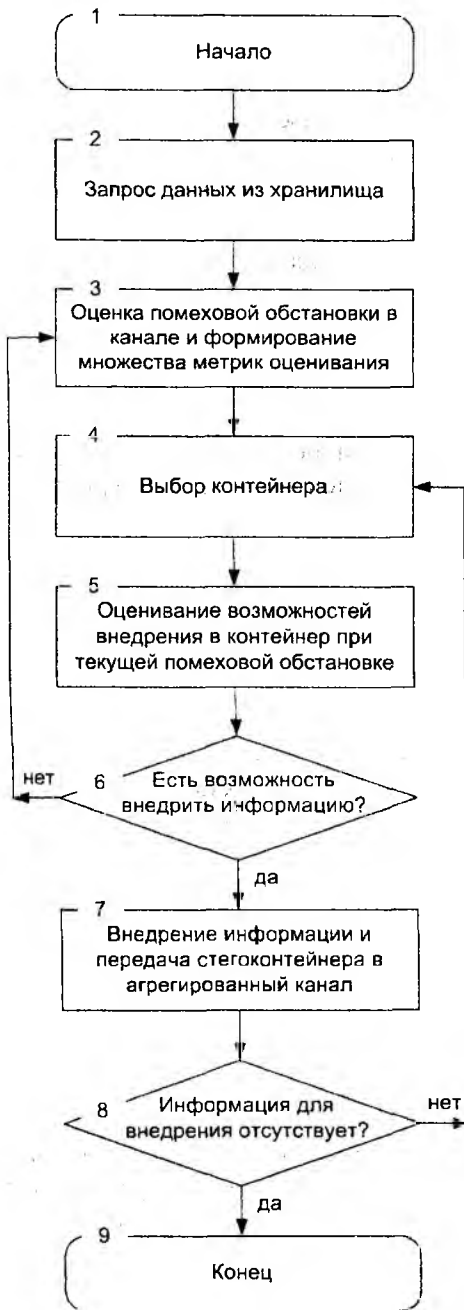 1
Начало
2
Запрос данных из хранилища
3
Оценка помеховой обстановки в
канале и формирование
множества метрик оценивания
4
Выбор контейнера
5
Оценивание возможностей
внедрения в контейнер при
текущей помеховой обстановке
нет
6
Есть возможность
внедрить информацию?
да
7
Внедрение информации и
передача стегоконтейнера в
агрегированный канал
8
Информация для
внедрения отсутствует?
нет
да
9
Конец